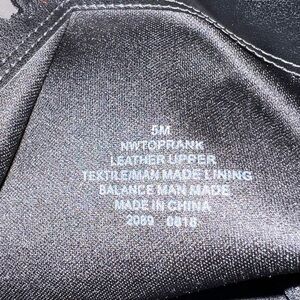 5M
NWTOPRANK
LEATHER UPPER
TEXTILE/MAN MADE LINING
BALANCE MAN MADE
MADE IN CHINA
2089 0818